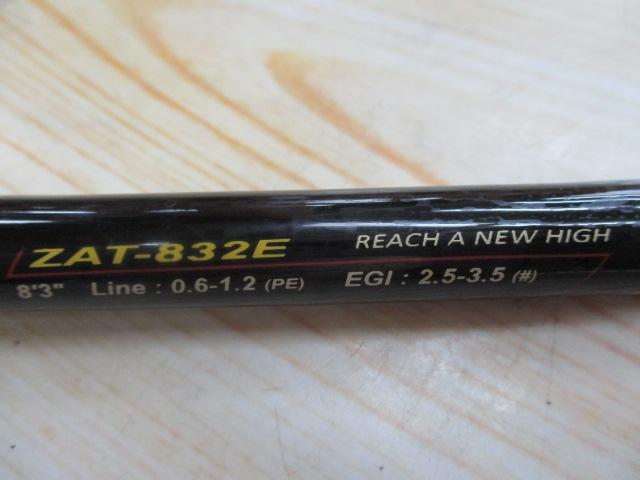 ZAT-832E REACH A NEW HIGH
8'3" Line : 0.6-1.2 (PE) EGI : 2.5-3.5 (#)